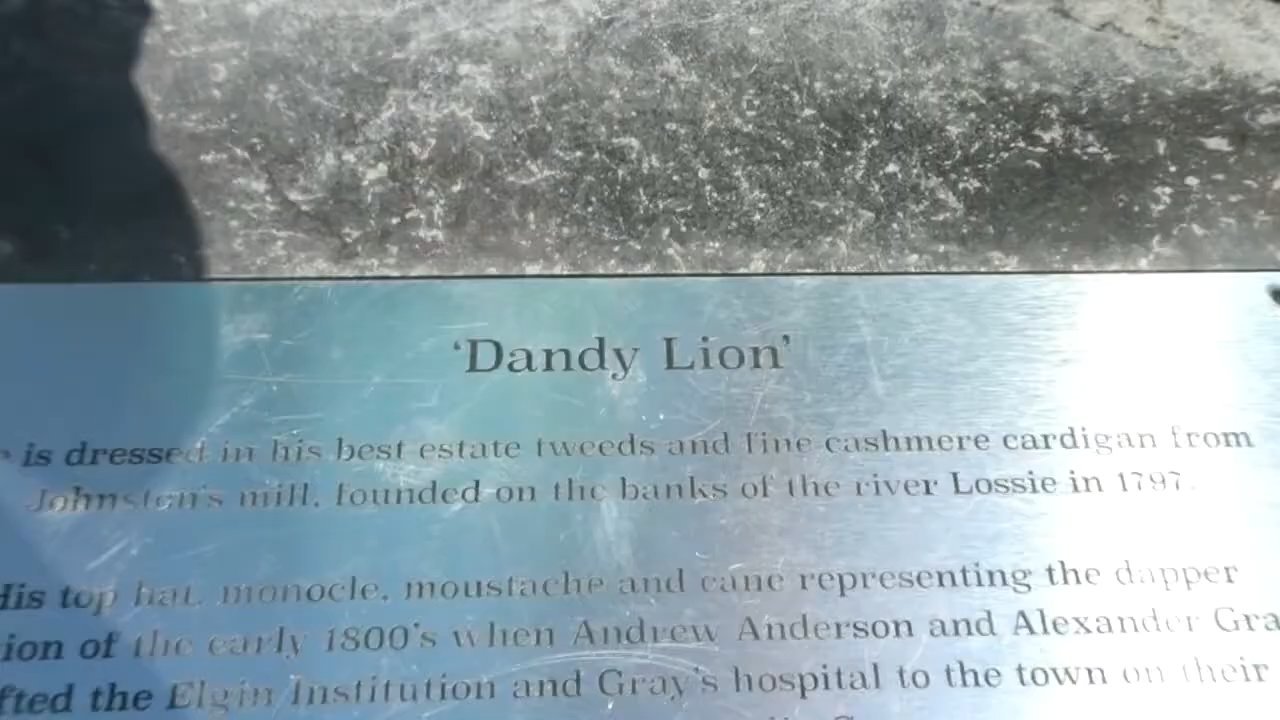 ‘Dandy Lion’
is dressed in his best estate tweeds and fine cashmere cardigan from
Johnston's mill, founded on the banks of the river Lossie in 1797.
His top hat, monocle, moustache and cane representing the dapper
ion of the early 1800's when Andrew Anderson and Alexander Gra
fted the Elgin Institution and Gray's hospital to the town on their